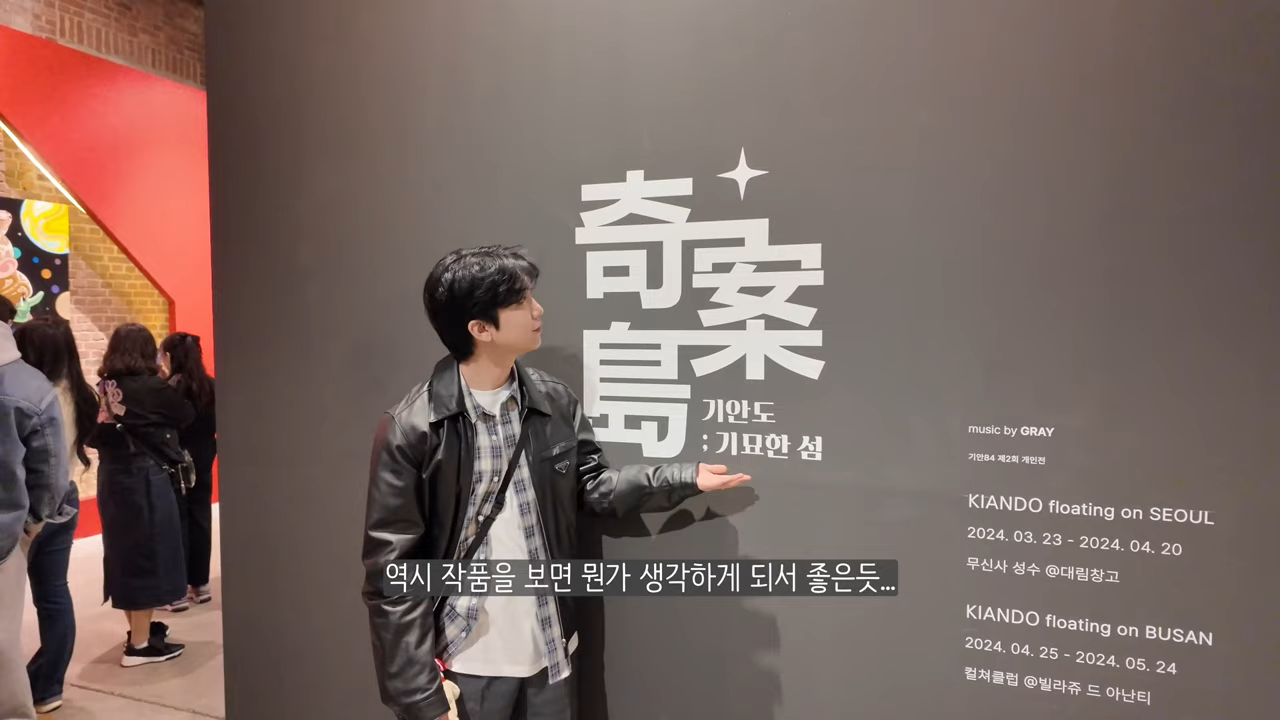 奇案島
기안도
; 기묘한 섬
music by GRAY
기안84 제2회 개인전
KIANDO floating on SEOUL
2024. 03. 23 - 2024. 04. 20
무신사 성수 @대림창고
KIANDO floating on BUSAN
2024. 04. 25 - 2024. 05. 24
컬쳐클럽 @빌라쥬 드 아난티
역시 작품을 보면 뭔가 생각하게 되서 좋은듯...